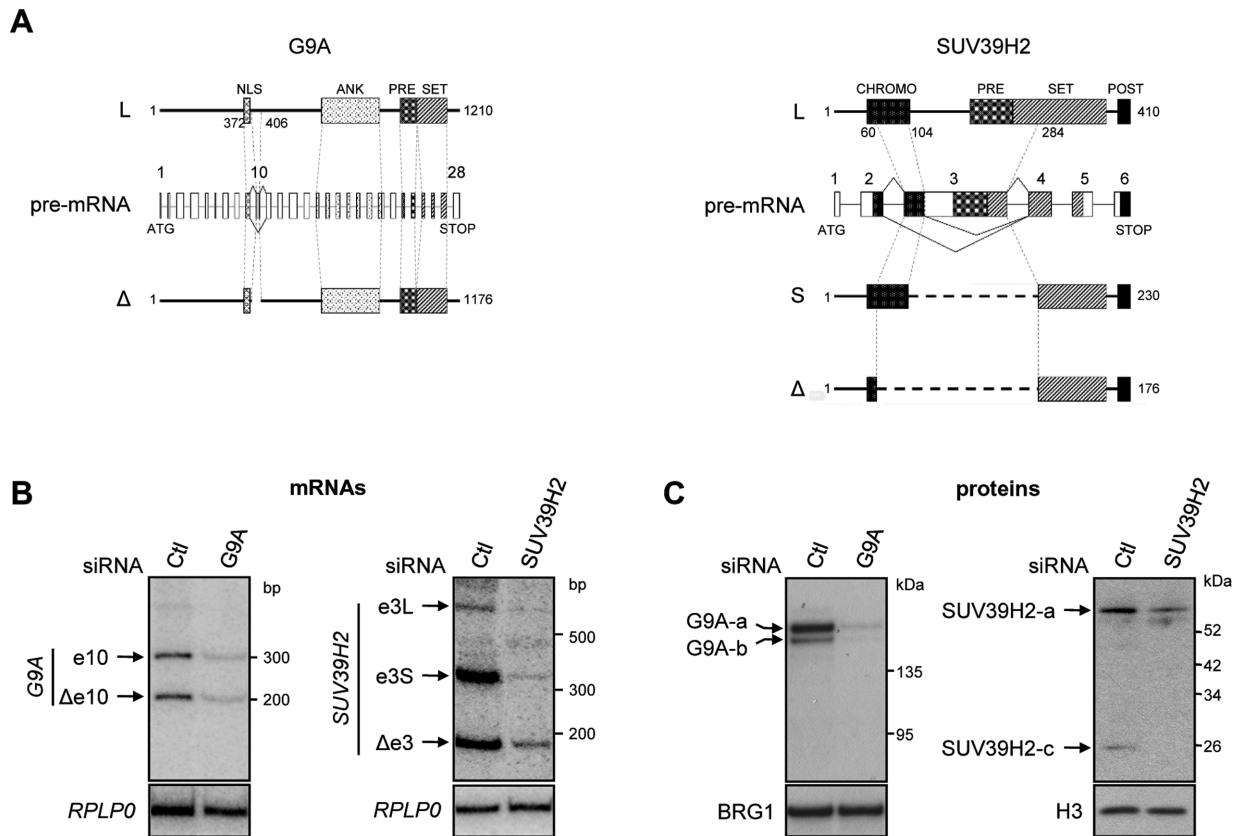 A
G9A
NLS ANK PRE SET
L 1 1210
372 406
1 10 28
pre-mRNA
ATG STOP
Δ 1 1176
SUV39H2
CHROMO PRE SET POST
L 1 410
60 104 284
1 2 3 4 5 6
pre-mRNA
ATG STOP
S 1 230
Δ 1 176
B
mRNAs
siRNA Ctl G9A
bp
G9A
e10 300
Δe10 200
RPLP0
siRNA Ctl SUV39H2
bp
SUV39H2
e3L
500
e3S
300
200
Δe3
RPLP0
C
proteins
siRNA Ctl G9A
kDa
G9A-a
G9A-b
135
95
BRG1
siRNA Ctl SUV39H2
kDa
SUV39H2-a
52
42
34
SUV39H2-c 26
H3